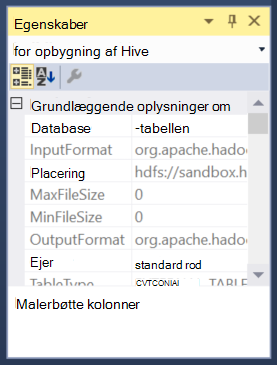 Egenskaber
for opbygning af Hive
Grundlæggende oplysninger om
Database -tabellen
InputFormat org.apache.hado
Placering hdfs://sandbox.h
MaxFileSize 0
MinFileSize 0
OutputFormat org.apache.hado
Ejer standard rod
TableType TABLE
Malerbøtte kolonner